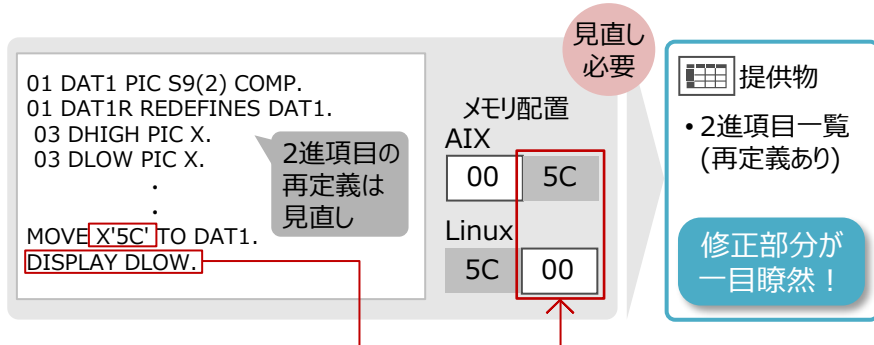 01 DAT1 PIC S9(2) COMP.
01 DAT1R REDEFINES DAT1.
03 DHIGH PIC X.
03 DLOW PIC X.
・
・
MOVE X'5C' TO DAT1.
DISPLAY DLOW.
2進項目の
再定義は
見直し
見直し
必要
メモリ配置
AIX
00 5C
Linux
5C 00
提供物
・2進項目一覧
(再定義あり)
修正部分が
一目瞭然！